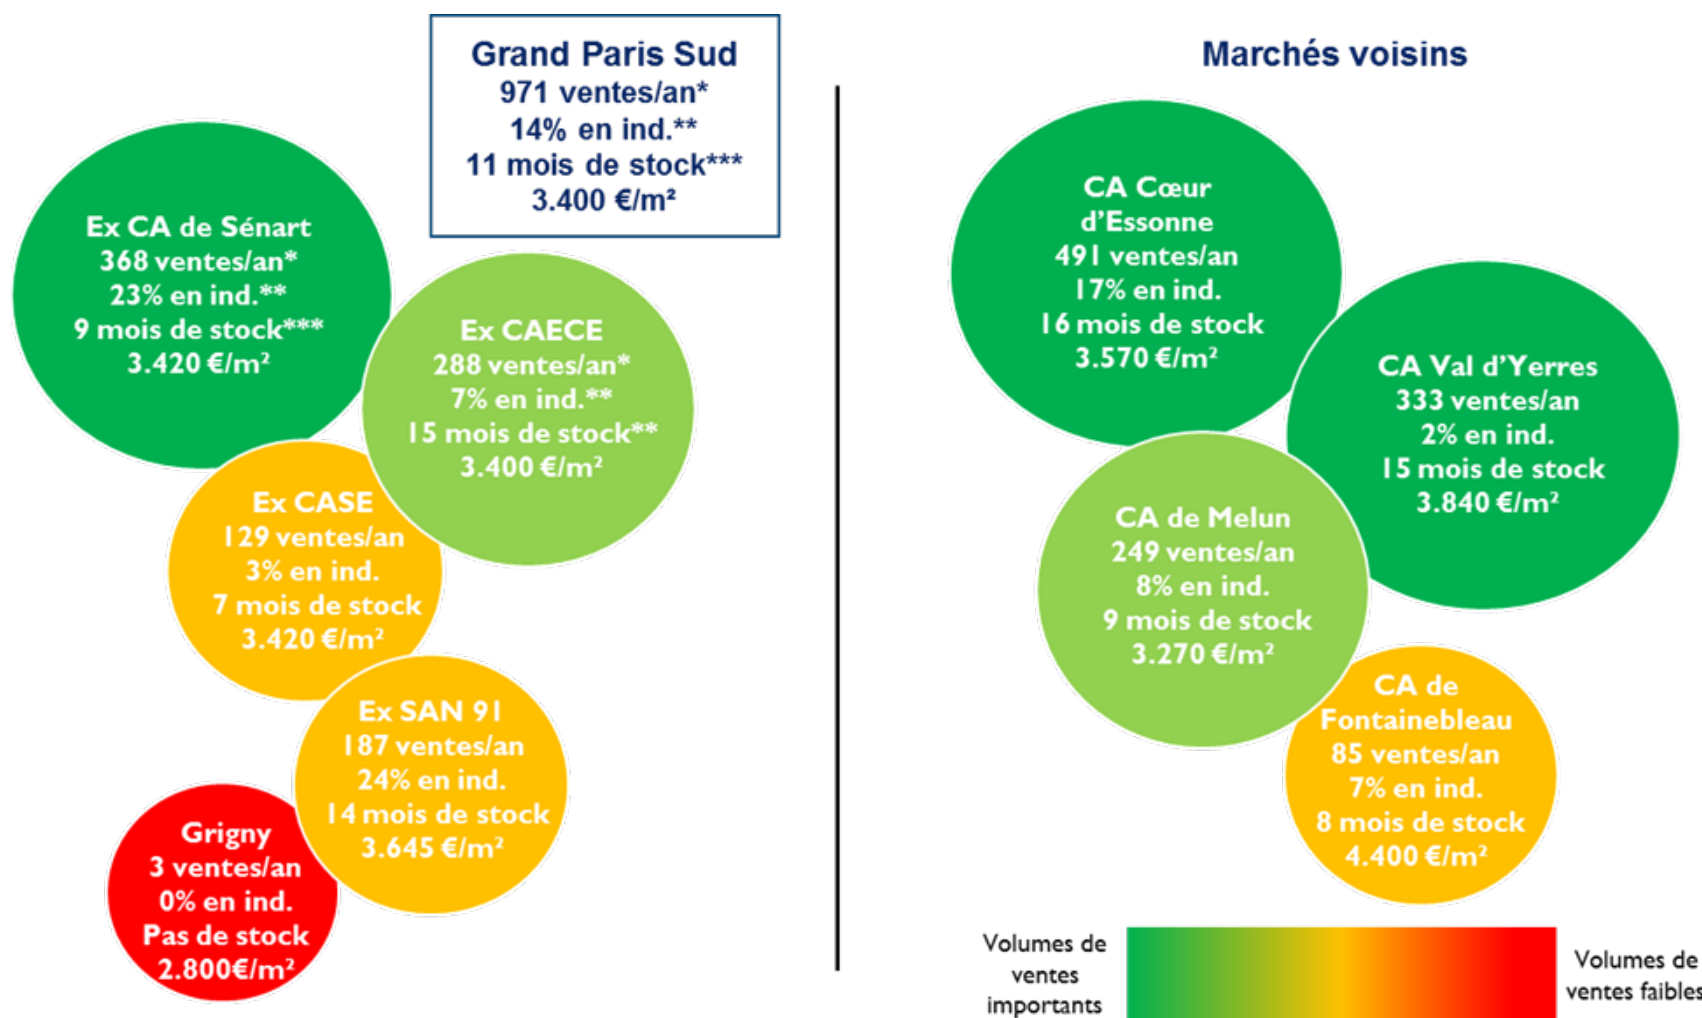 Grand Paris Sud
971 ventes/an*
14% en ind.**
11 mois de stock***
3.400 €/m²
Ex CA de Sénart
368 ventes/an*
23% en ind.**
9 mois de stock***
3.420 €/m²
Ex CAECE
288 ventes/an*
7% en ind.**
15 mois de stock**
3.400 €/m²
Ex CASE
129 ventes/an
3% en ind.
7 mois de stock
3.420 €/m²
Ex SAN 91
187 ventes/an
24% en ind.
14 mois de stock
3.645 €/m²
Grigny
3 ventes/an
0% en ind.
Pas de stock
2.800€/m²
Marchés voisins
CA Cœur
d'Essonne
491 ventes/an
17% en ind.
16 mois de stock
3.570 €/m²
CA Val d'Yerres
333 ventes/an
2% en ind.
15 mois de stock
3.840 €/m²
CA de Melun
249 ventes/an
8% en ind.
9 mois de stock
3.270 €/m²
CA de
Fontainebleau
85 ventes/an
7% en ind.
8 mois de stock
4.400 €/m²
Volumes de
ventes
importants
Volumes de
ventes faibles